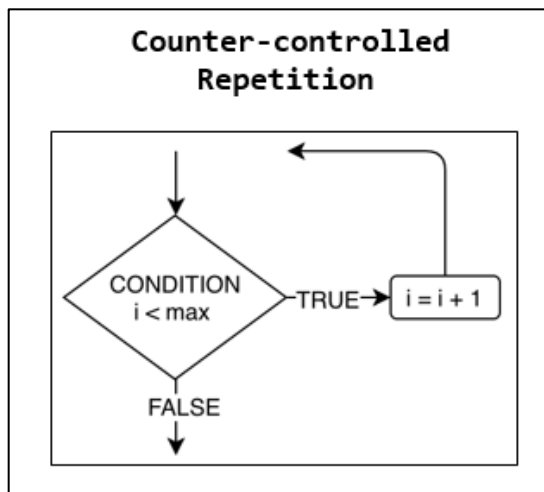 Counter-controlled
Repetition
CONDITION
i < max
TRUE
i = i + 1
FALSE